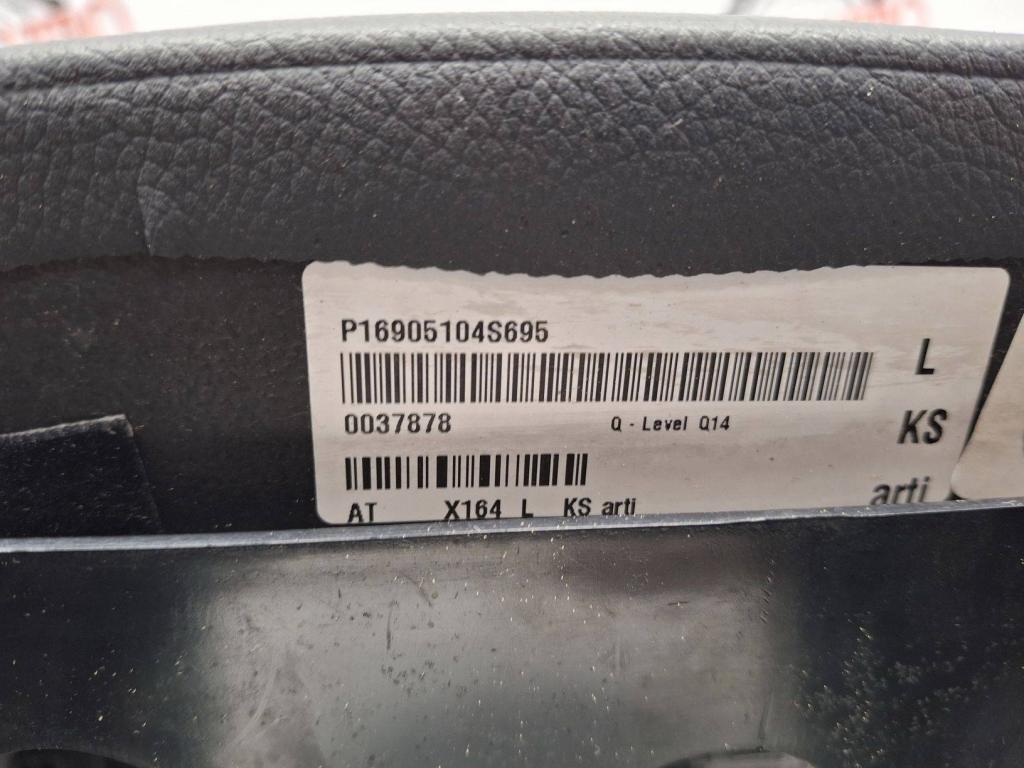 P16905104S695
L
0037878
Q - Level Q14
KS
AT X164 L KS arti
arti